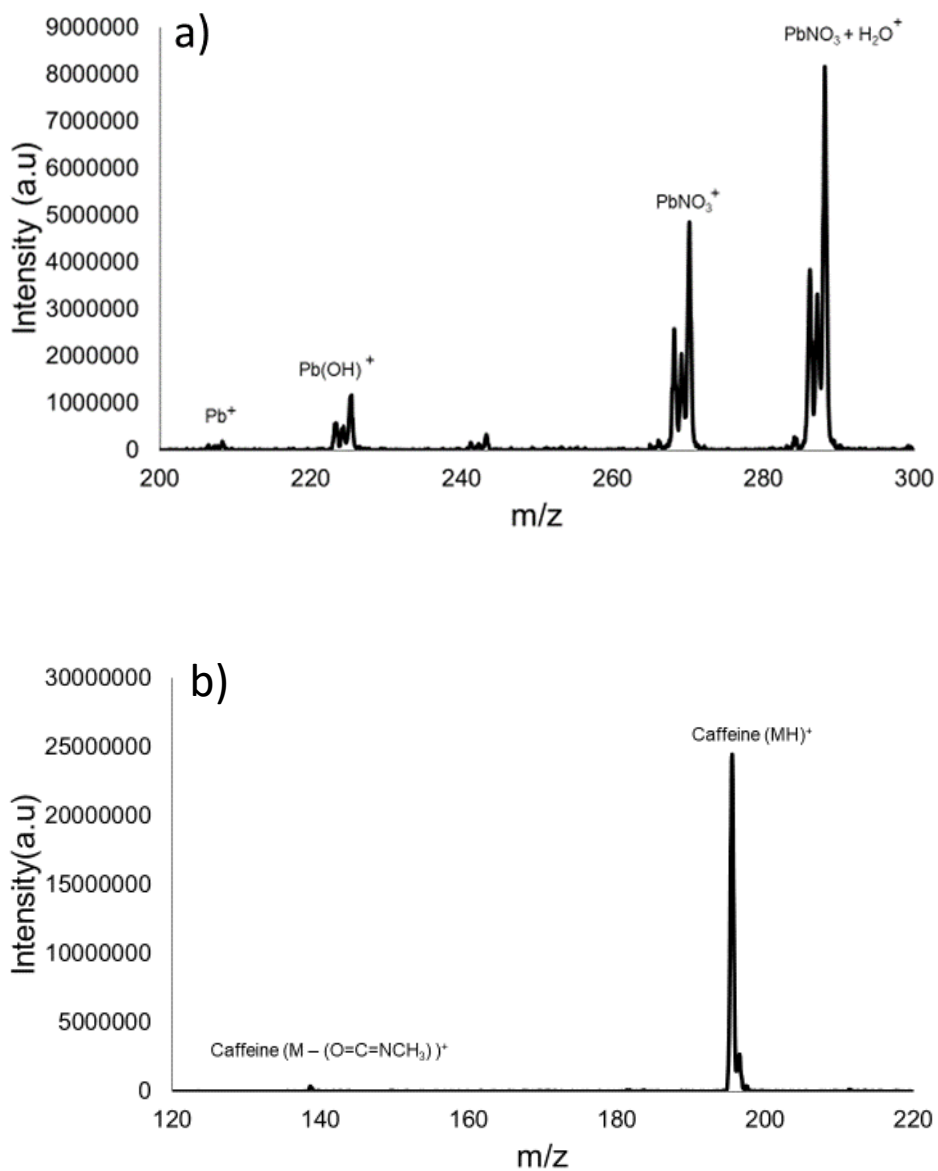 a)
PbNO₃ + H₂O⁺
9000000
8000000
7000000
6000000
5000000
4000000
3000000
2000000
1000000
0
Intensity (a.u)
PbNO₃⁺
Pb(OH) ⁺
Pb⁺
200 220 240 260 280 300
m/z
b)
30000000
25000000
20000000
15000000
10000000
5000000
0
Intensity(a.u)
Caffeine (MH)⁺
Caffeine (M – (O=C=NCH₃) )⁺
120 140 160 180 200 220
m/z